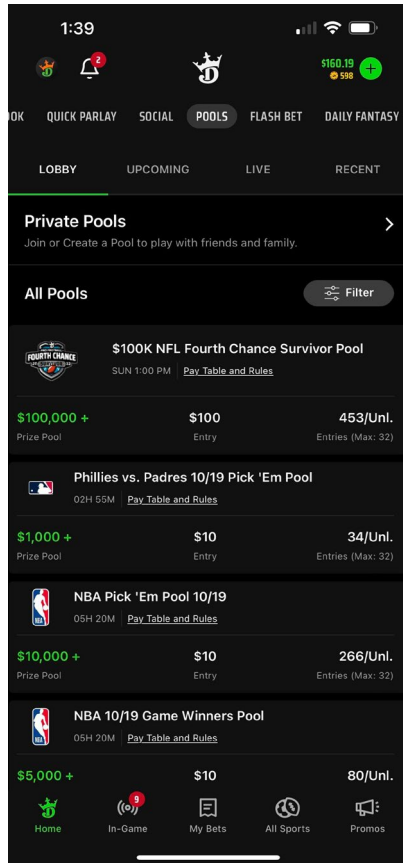 1:39
2
$160.19
598
OK QUICK PARLAY SOCIAL POOLS FLASH BET DAILY FANTASY
LOBBY UPCOMING LIVE RECENT
Private Pools
Join or Create a Pool to play with friends and family.
All Pools
Filter
FOURTH CHANCE
$100K NFL Fourth Chance Survivor Pool
SUN 1:00 PM Pay Table and Rules
$100,000 + $100 453/Unl.
Prize Pool Entry Entries (Max: 32)
Phillies vs. Padres 10/19 Pick 'Em Pool
02H 55M Pay Table and Rules
$1,000 + $10 34/Unl.
Prize Pool Entry Entries (Max: 32)
NBA Pick 'Em Pool 10/19
NBA
05H 20M Pay Table and Rules
$10,000 + $10 266/Unl.
Prize Pool Entry Entries (Max: 32)
NBA 10/19 Game Winners Pool
NBA
05H 20M Pay Table and Rules
$5,000 + $10 80/Unl.
9
Home In-Game My Bets All Sports Promos